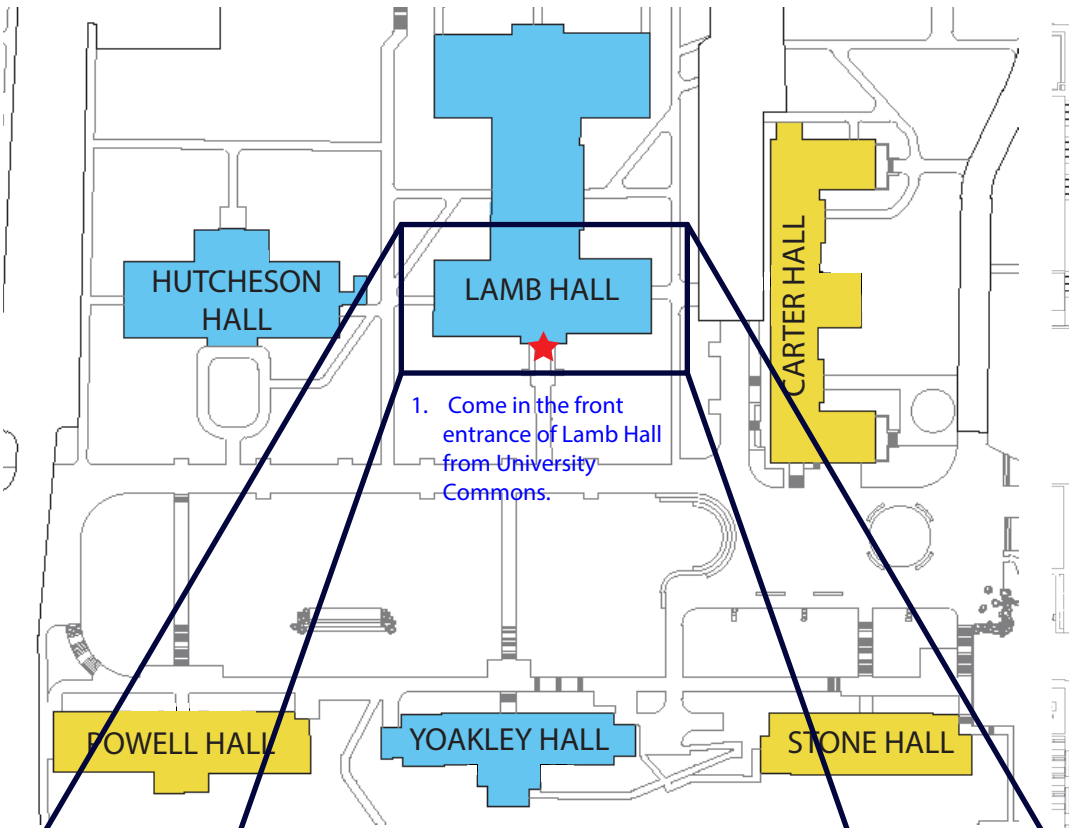 HUTCHESON
HALL
LAMB HALL
CARTER HALL
1. Come in the front
entrance of Lamb Hall
from University
Commons.
POWELL HALL
YOAKLEY HALL
STONE HALL